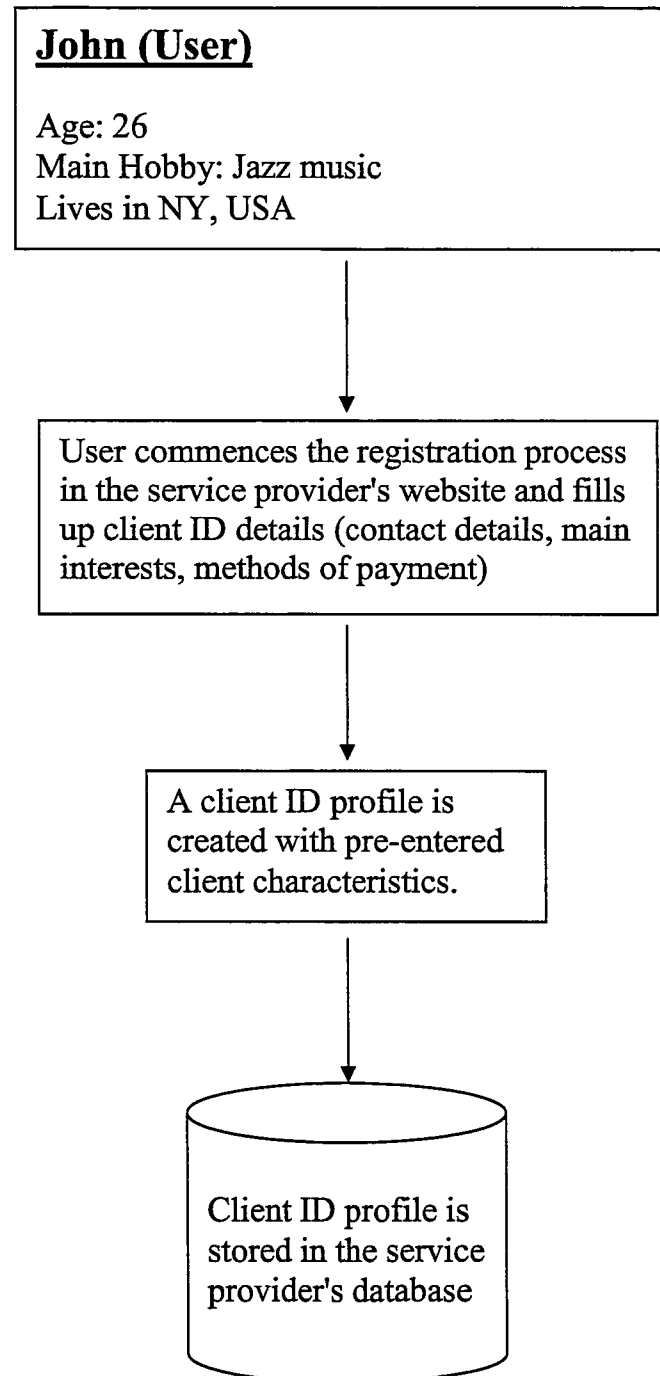 John (User)
Age: 26
Main Hobby: Jazz music
Lives in NY, USA
User commences the registration process
in the service provider's website and fills
up client ID details (contact details, main
interests, methods of payment)
A client ID profile is
created with pre-entered
client characteristics.
Client ID profile is
stored in the service
provider's database